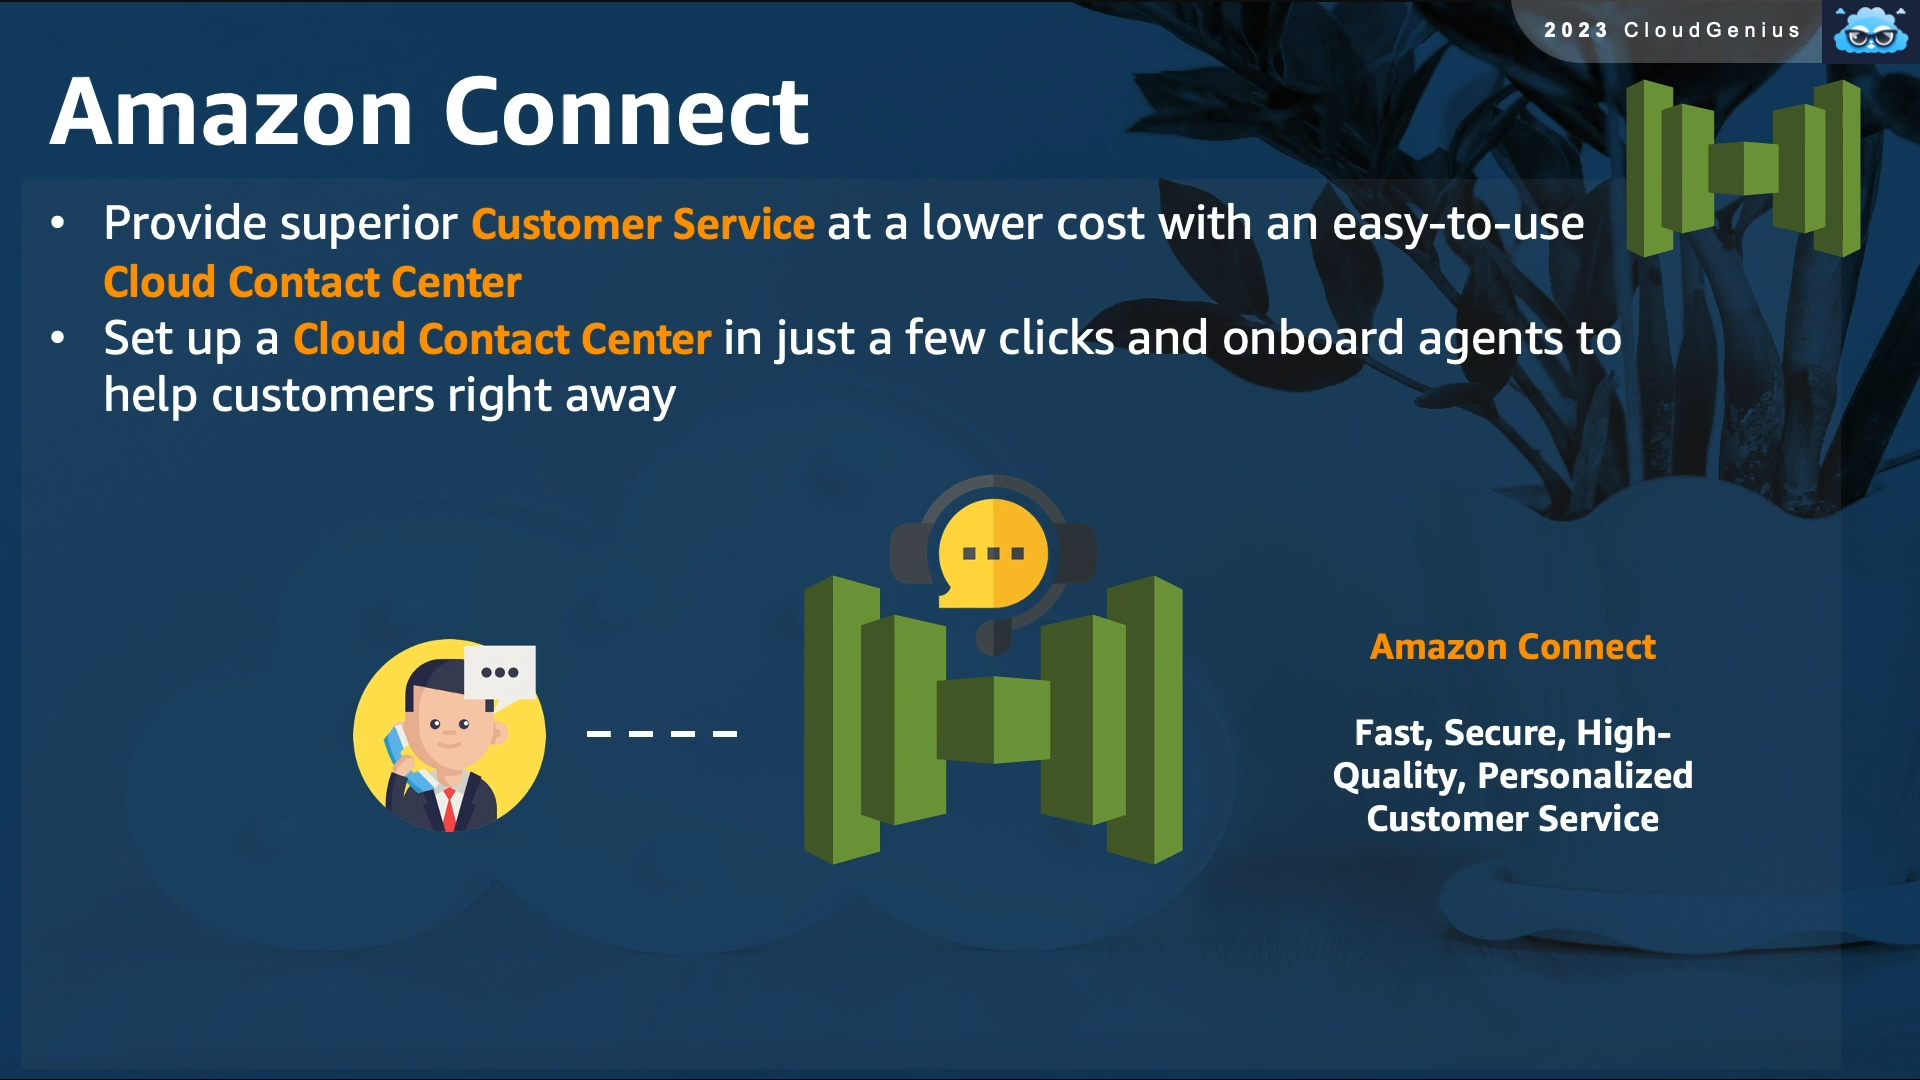 2023 CloudGenius
Amazon Connect
• Provide superior Customer Service at a lower cost with an easy-to-use
Cloud Contact Center
• Set up a Cloud Contact Center in just a few clicks and onboard agents to
help customers right away
Amazon Connect
Fast, Secure, High-
Quality, Personalized
Customer Service